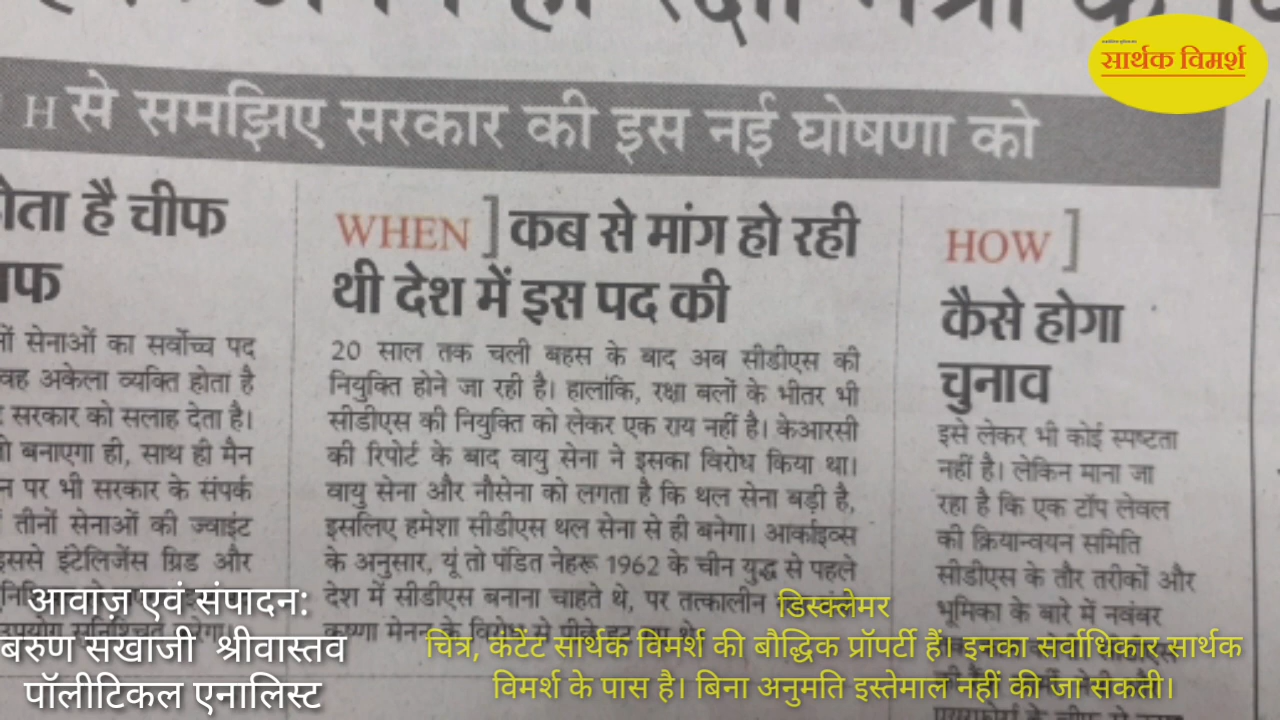 सार्थक विमर्श
H से समझिए सरकार की इस नई घोषणा को
होता है चीफ
सेनाओं का सर्वोच्च पद
वह अकेला व्यक्ति होता है
सरकार को सलाह देता है।
बनाएगा ही, साथ ही मैन
पर भी सरकार के संपर्क
तीनों सेनाओं की ज्वाइंट
इससे इंटेलिजेंस ग्रिड और
WHEN] कब से मांग हो रही
थी देश में इस पद की
20 साल तक चली बहस के बाद अब सीडीएस की
नियुक्ति होने जा रही है। हालांकि, रक्षा बलों के भीतर भी
सीडीएस की नियुक्ति को लेकर एक राय नहीं है। केआरसी
की रिपोर्ट के बाद वायु सेना ने इसका विरोध किया था।
वायु सेना और नौसेना को लगता है कि थल सेना बड़ी है,
इसलिए हमेशा सीडीएस थल सेना से ही बनेगा। आर्काइव्स
के अनुसार, यूं तो पंडित नेहरू 1962 के चीन युद्ध से पहले
देश में सीडीएस बनाना चाहते थे, पर तत्कालीन
कृष्णा मेनन के विरोध से पीछे हट गए थे
HOW]
कैसे होगा
चुनाव
इसे लेकर भी कोई स्पष्टता
नहीं है। लेकिन माना जा
रहा है कि एक टॉप लेवल
की क्रियान्वयन समिति
सीडीएस के तौर तरीकों और
भूमिका के बारे में नवंबर
आवाज़ एवं संपादन:
बरुण सखाजी श्रीवास्तव
पॉलीटिकल एनालिस्ट
डिस्क्लेमर
चित्र, कंटेंट सार्थक विमर्श की बौद्धिक प्रॉपर्टी हैं। इनका सर्वाधिकार सार्थक
विमर्श के पास है। बिना अनुमति इस्तेमाल नहीं की जा सकती।